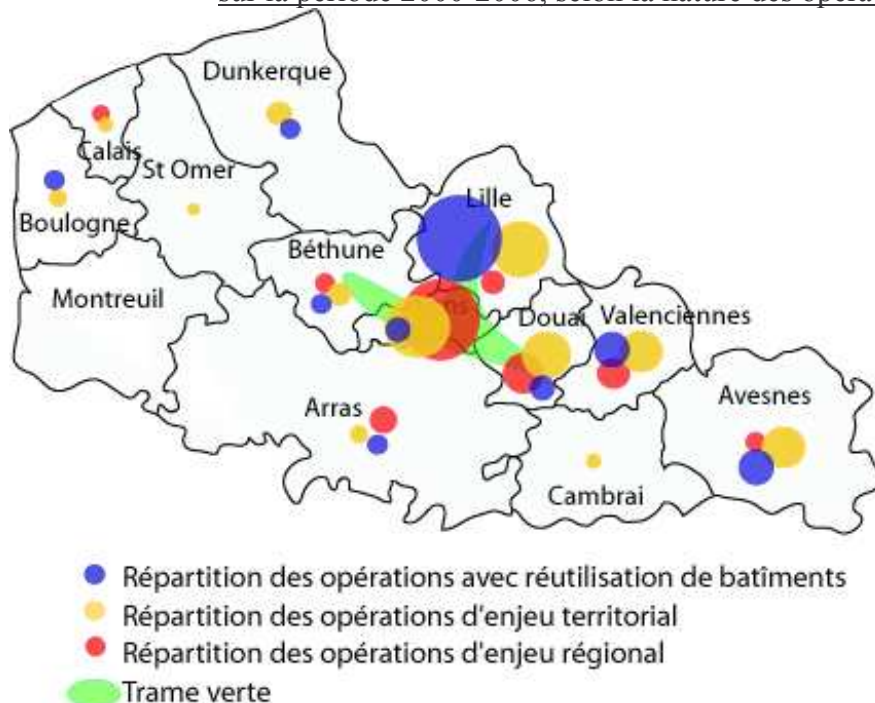 sur la période 2000-2006, selon la nature des opéra
Dunkerque
Calais
St Omer
Lille
Boulogne
Béthune
Montreuil
Douai
Valenciennes
Arras
Avesnes
Cambrai
Répartition des opérations avec réutilisation de batîments
Répartition des opérations d'enjeu territorial
Répartition des opérations d'enjeu régional
Trame verte